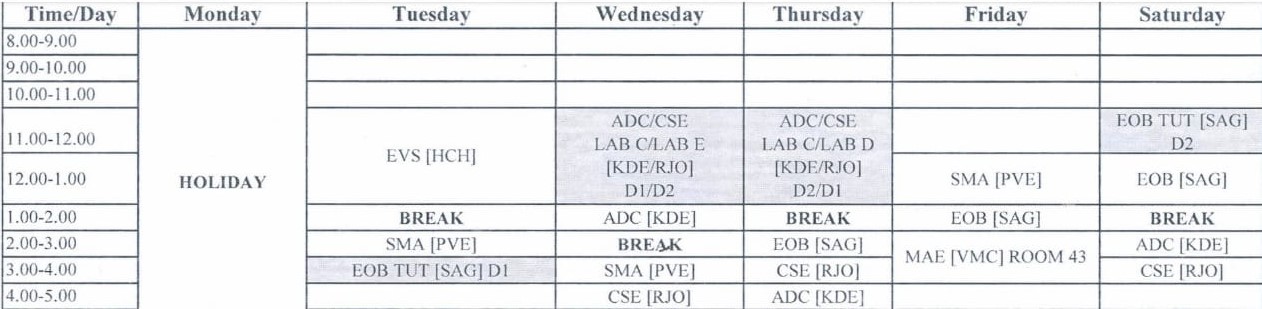 Time/Day Monday Tuesday Wednesday Thursday Friday Saturday
8.00-9.00
9.00-10.00
10.00-11.00
11.00-12.00
12.00-1.00
1.00-2.00
2.00-3.00
3.00-4.00
4.00-5.00
HOLIDAY
EVS [HCH]
BREAK
SMA [PVE]
EOB TUT [SAG] D1
ADC/CSE
LAB C/LAB E
[KDE/RJO]
D1/D2
ADC [KDE]
BREAK
SMA [PVE]
CSE [RJO]
ADC/CSE
LAB C/LAB D
[KDE/RJO]
D2/D1
BREAK
EOB [SAG]
CSE [RJO]
ADC [KDE]
SMA [PVE]
EOB [SAG]
MAE [VMC] ROOM 43
EOB TUT [SAG]
D2
EOB [SAG]
BREAK
ADC [KDE]
CSE [RJO]